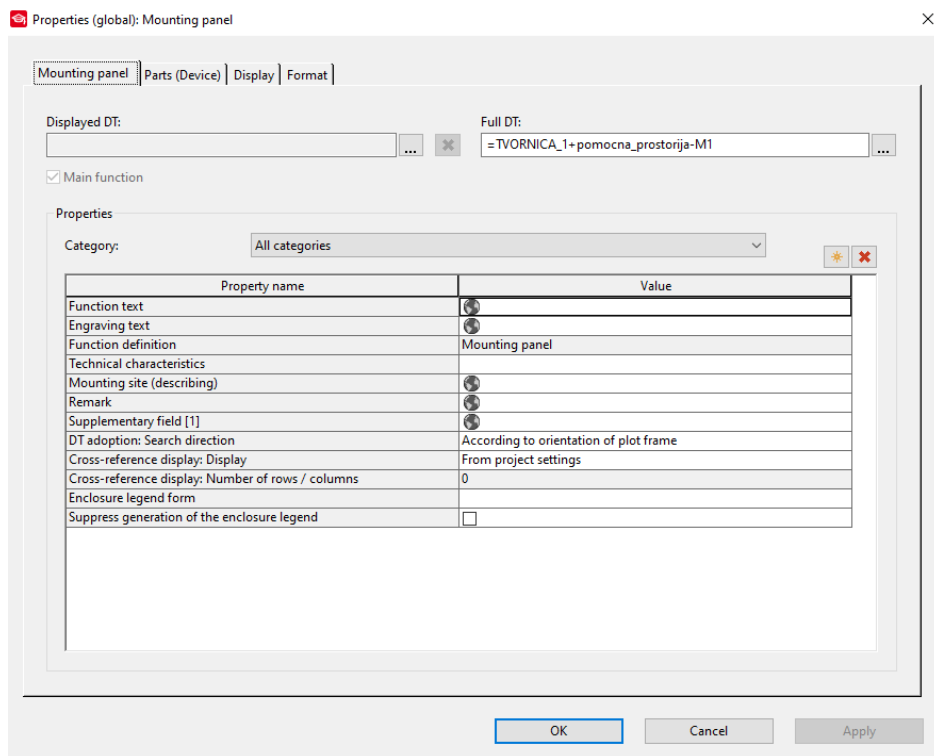 Properties (global): Mounting panel
Mounting panel Parts (Device) Display Format
Displayed DT: Full DT:
... =TVORNICA_1+pomocna_prostorija-M1 ...
Main function
Properties
Category: All categories
Property name Value
Function text
Engraving text
Function definition Mounting panel
Technical characteristics
Mounting site (describing)
Remark
Supplementary field [1]
DT adoption: Search direction According to orientation of plot frame
Cross-reference display: Display From project settings
Cross-reference display: Number of rows / columns 0
Enclosure legend form
Suppress generation of the enclosure legend
OK Cancel Apply